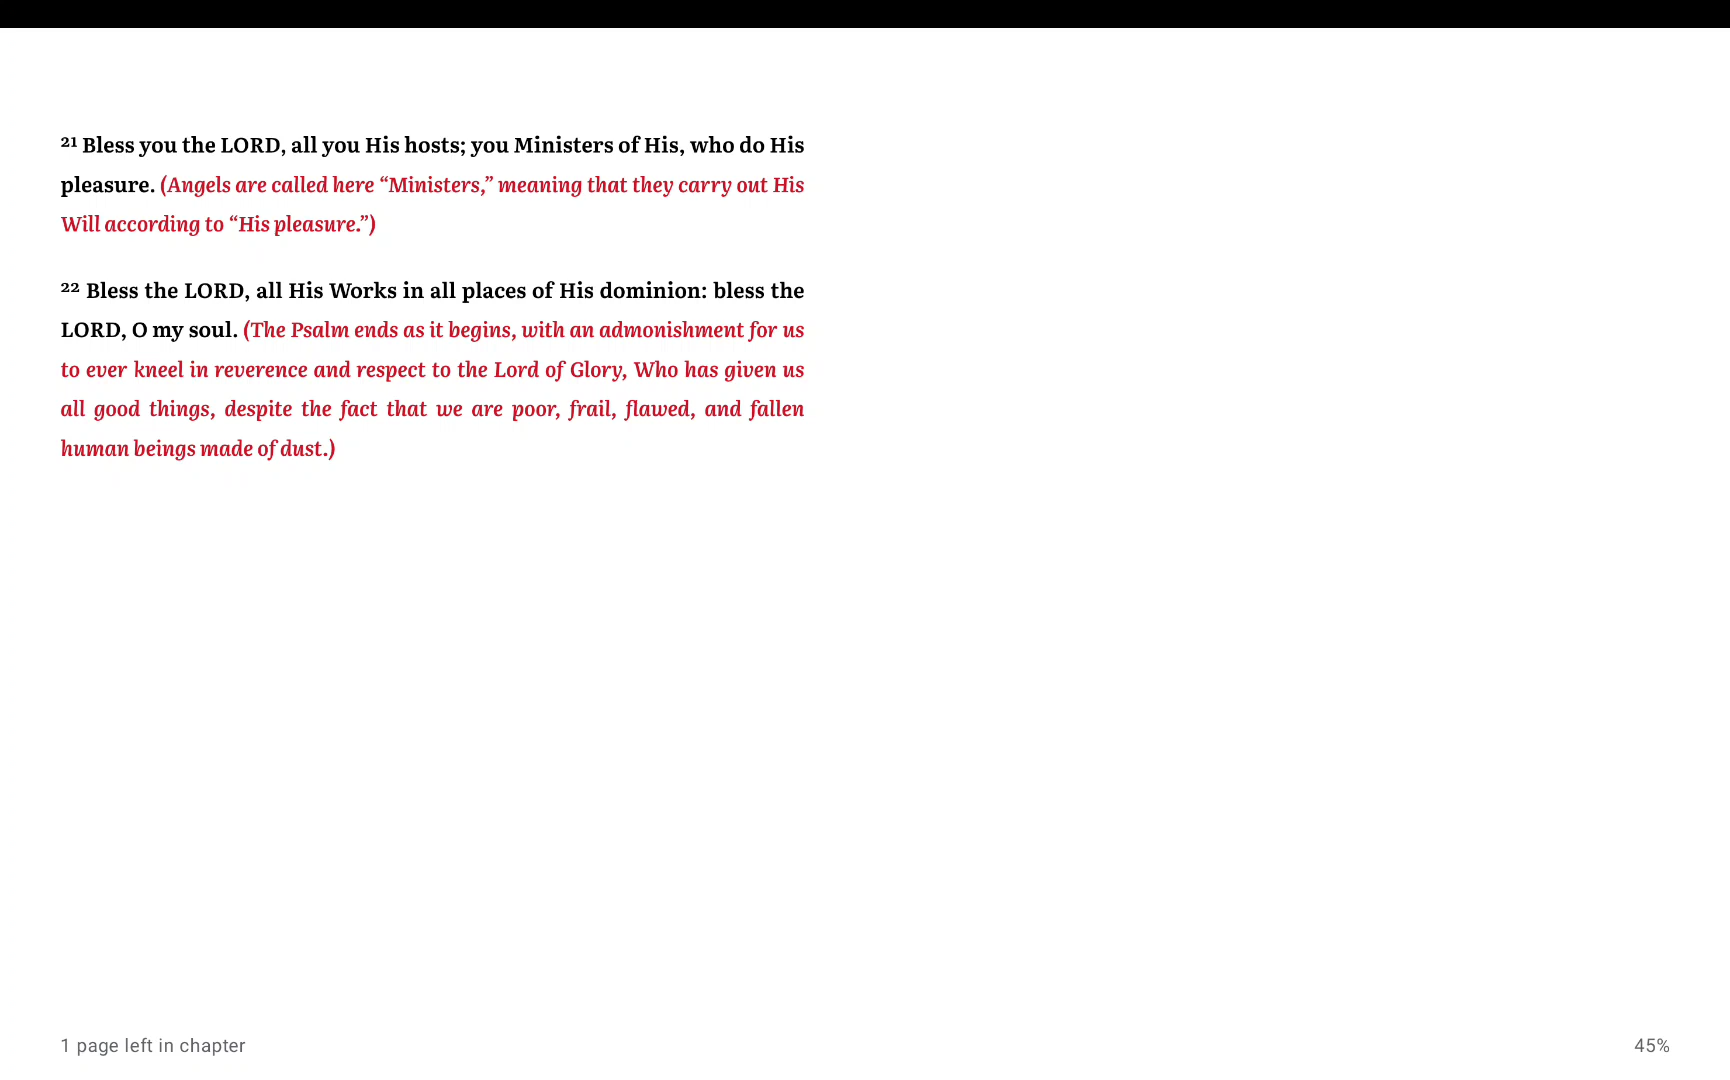 ²¹ Bless you the LORD, all you His hosts; you Ministers of His, who do His
pleasure. (Angels are called here “Ministers,” meaning that they carry out His
Will according to “His pleasure.”)
²² Bless the LORD, all His Works in all places of His dominion: bless the
LORD, O my soul. (The Psalm ends as it begins, with an admonishment for us
to ever kneel in reverence and respect to the Lord of Glory, Who has given us
all good things, despite the fact that we are poor, frail, flawed, and fallen
human beings made of dust.)
1 page left in chapter
45%